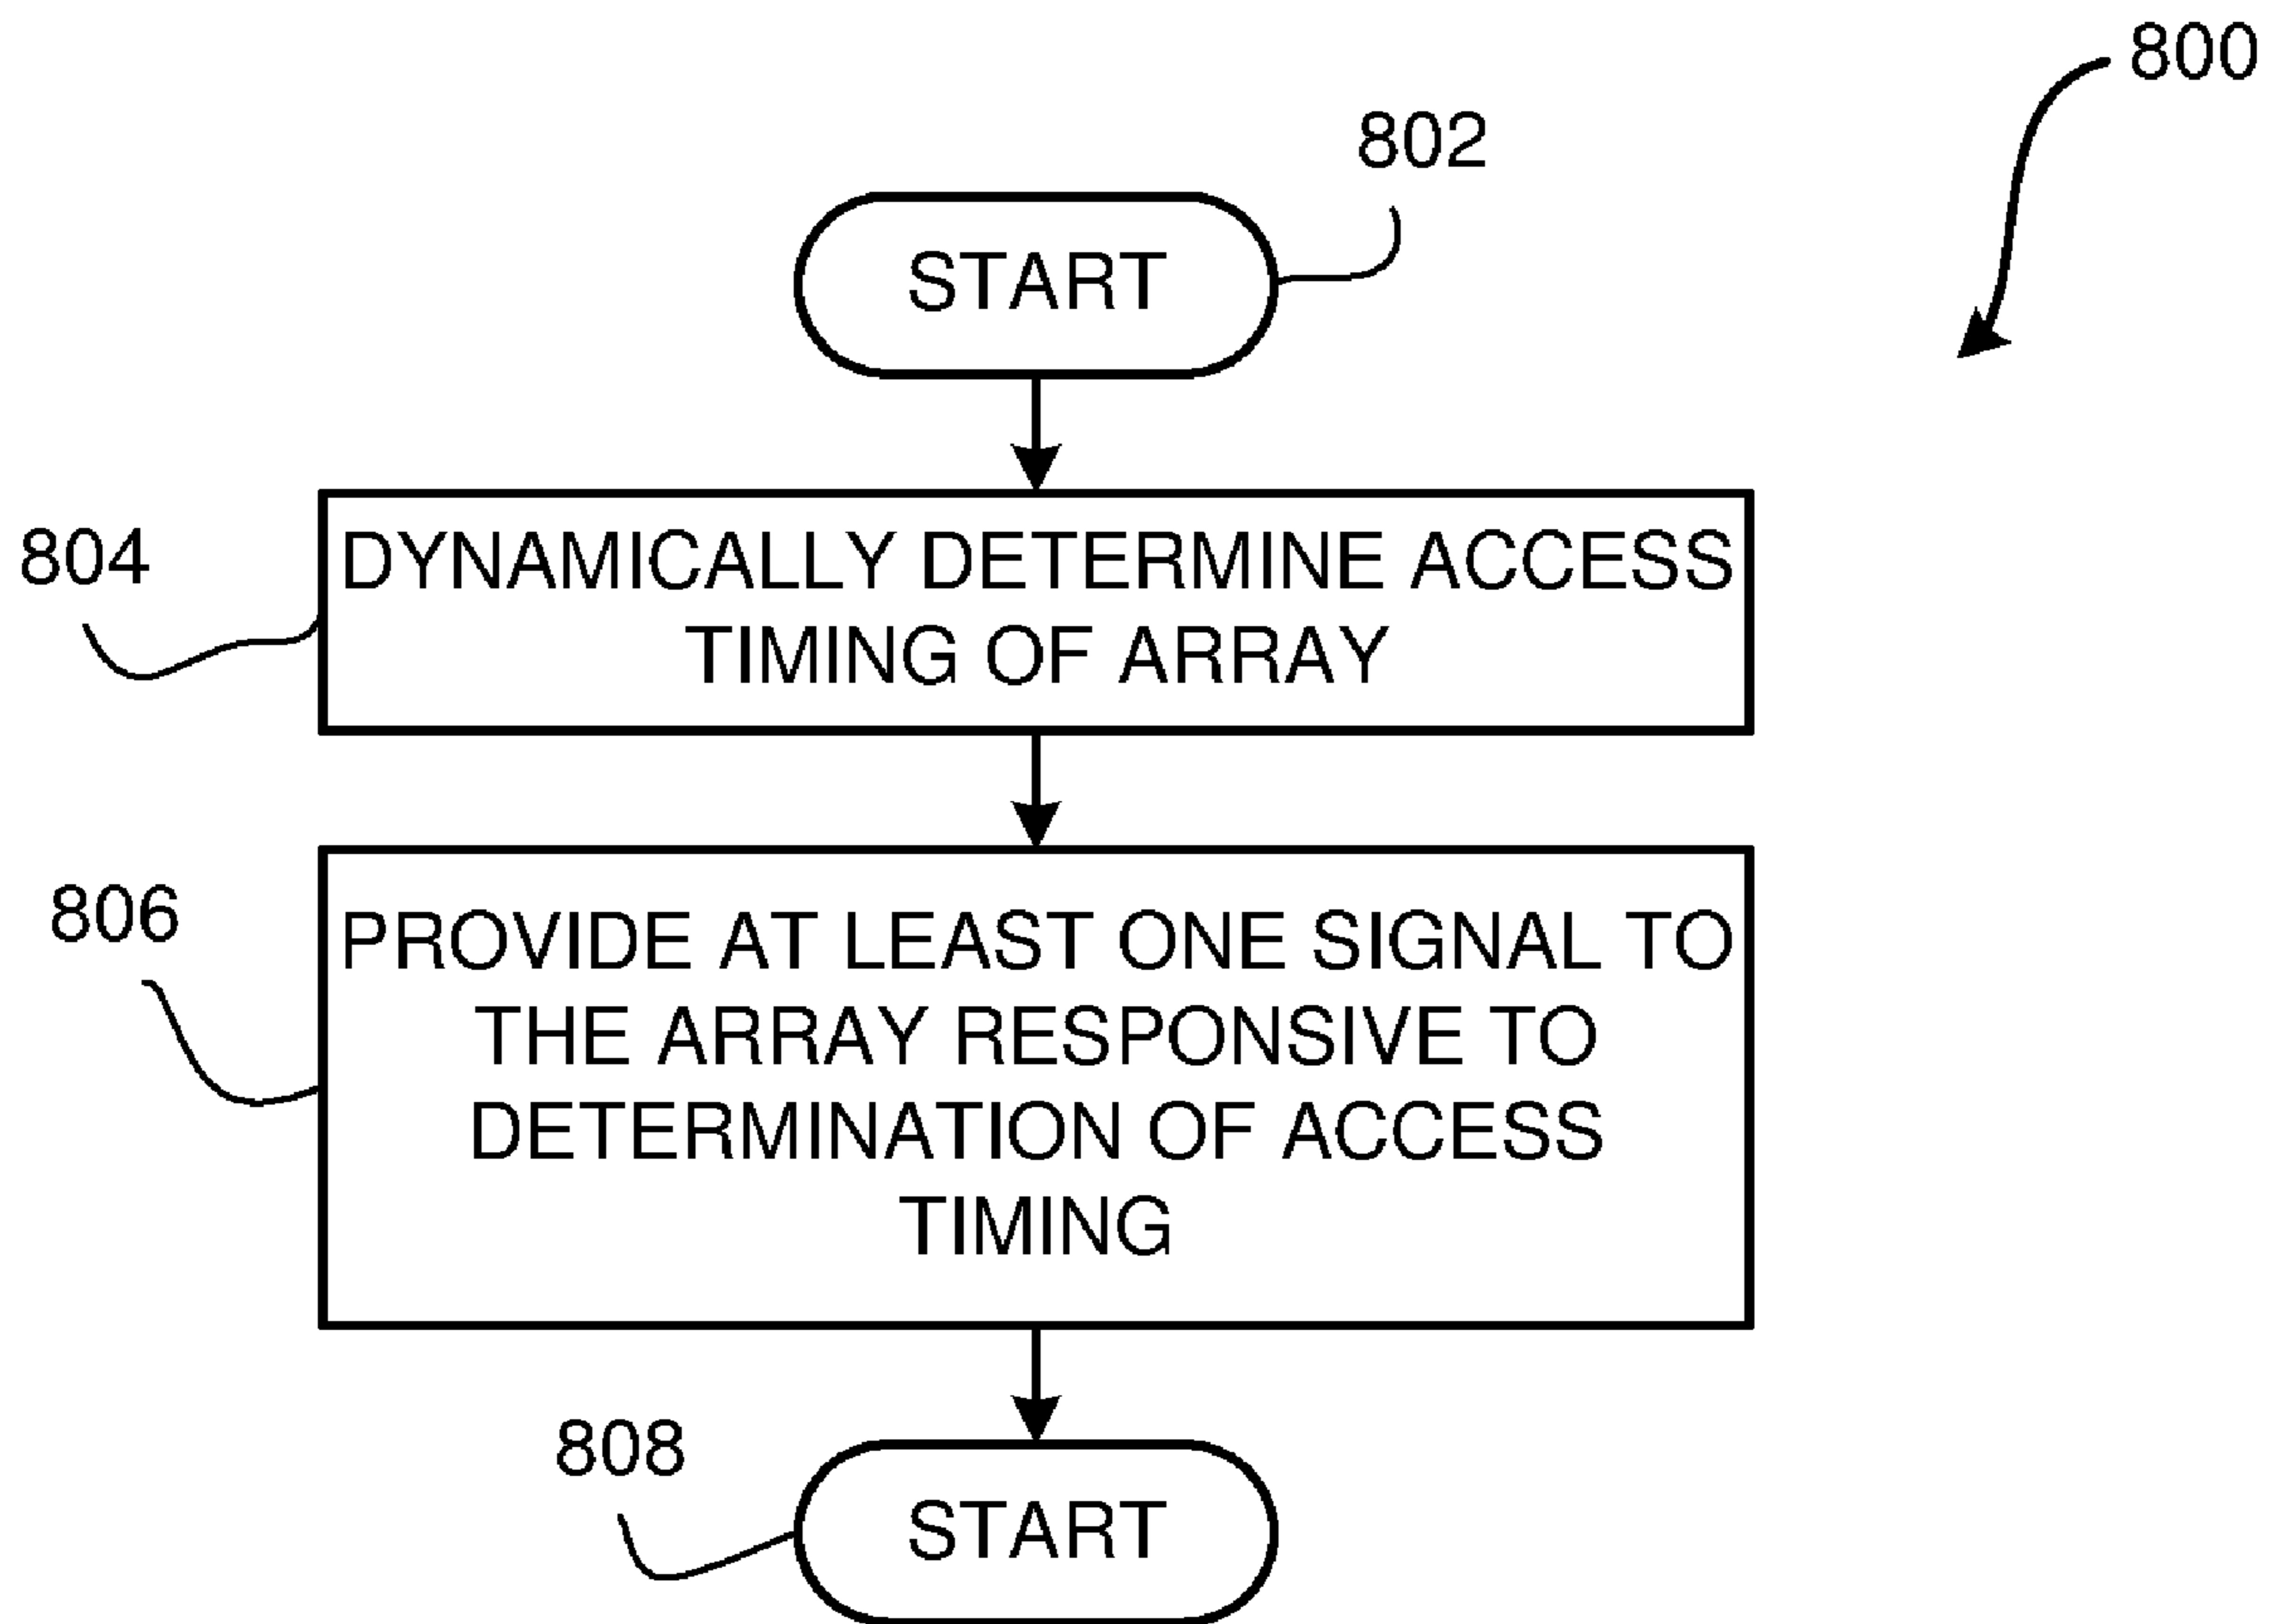 800
802
START
804
DYNAMICALLY DETERMINE ACCESS
TIMING OF ARRAY
806
PROVIDE AT LEAST ONE SIGNAL TO
THE ARRAY RESPONSIVE TO
DETERMINATION OF ACCESS
TIMING
808
START